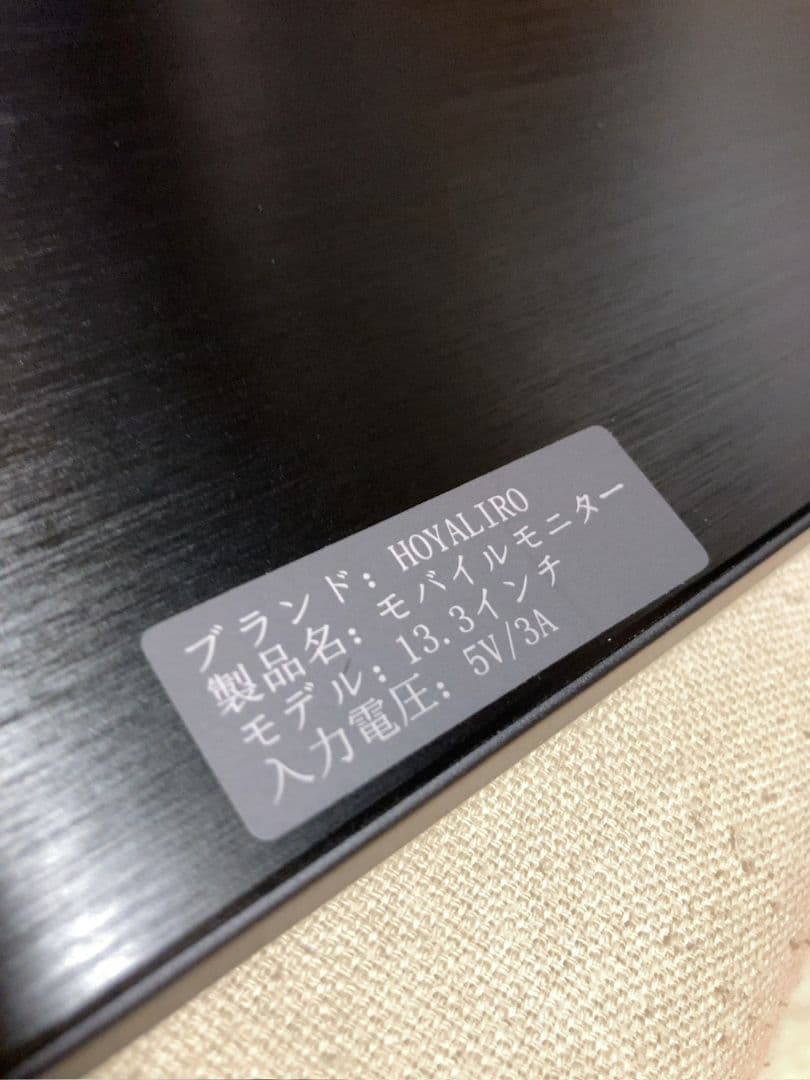 ブランド: HOYALIRO
製品名: モバイルモニター
モデル: 13.3インチ
入力電圧: 5V/3A